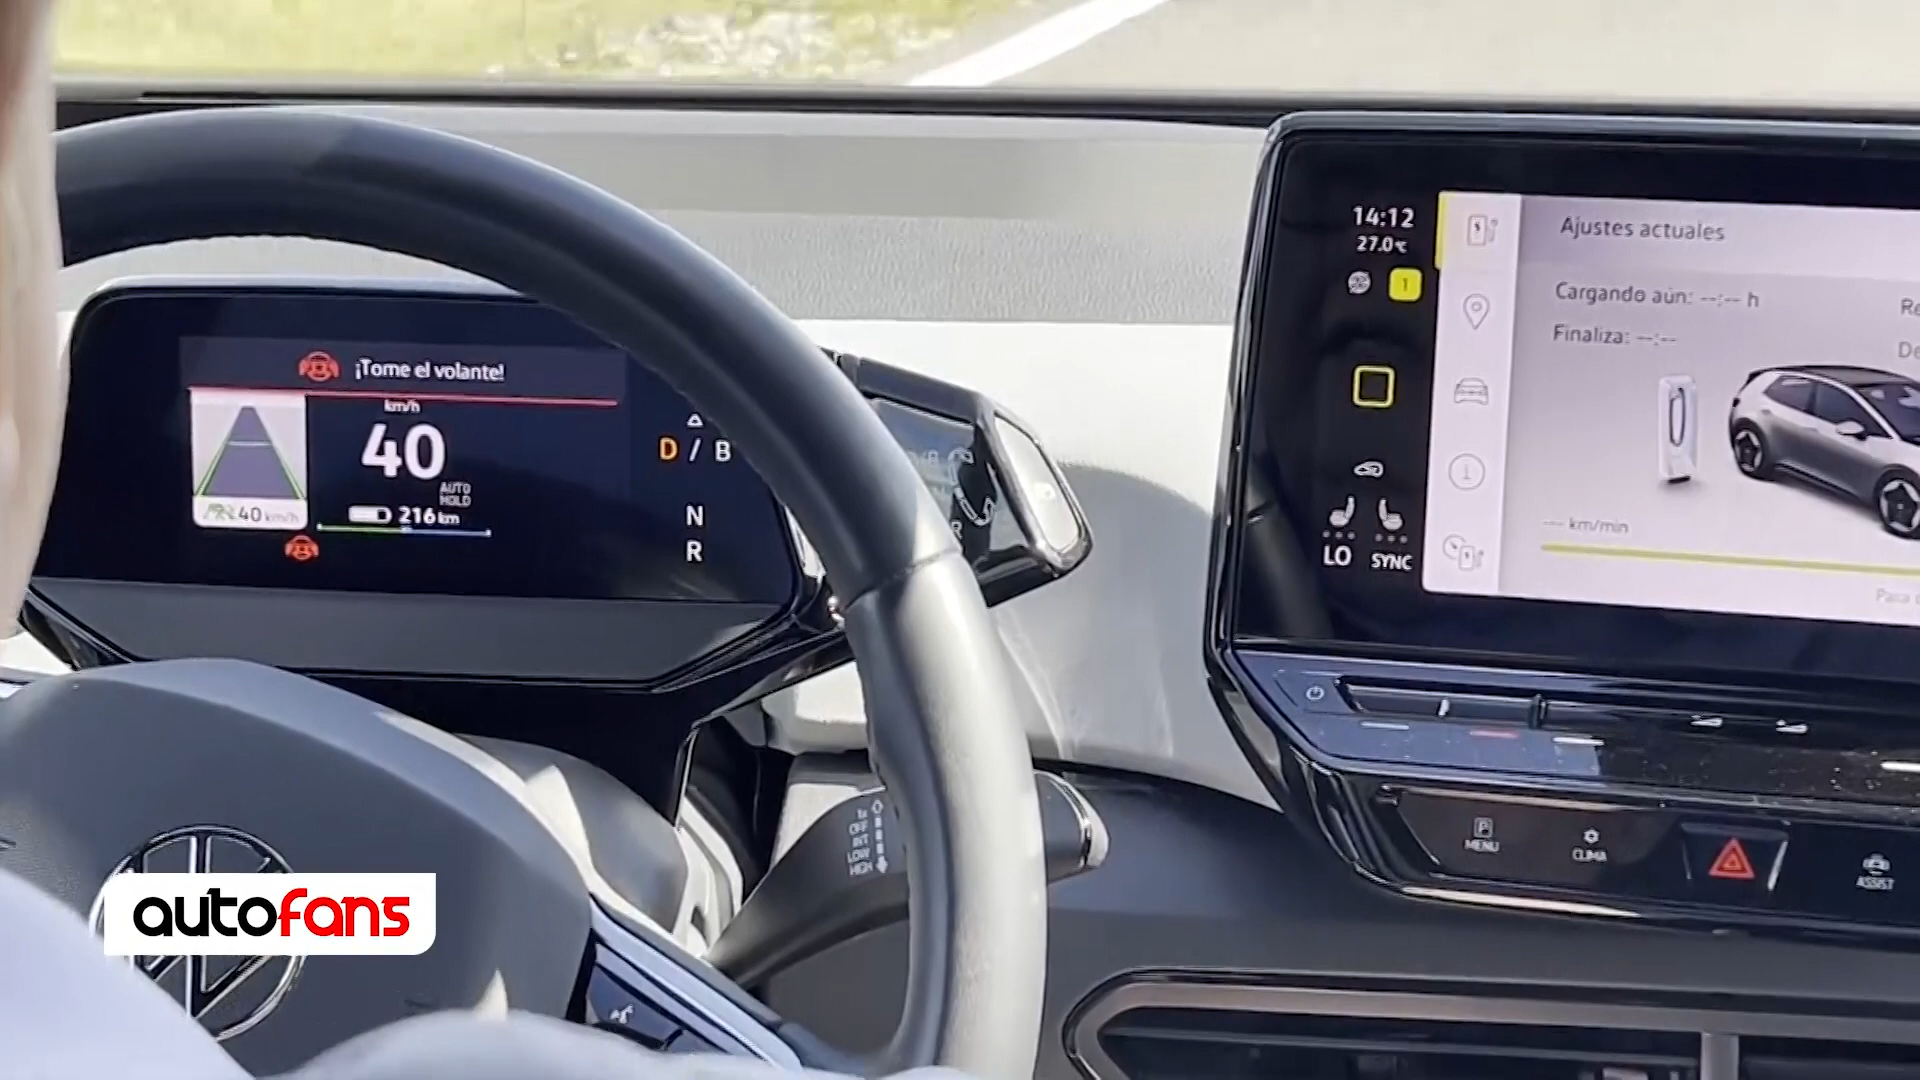 14:12
27.0°C
1
Ajustes actuales
Cargando aún: --:-- h
Finaliza: --:--
--- km/min
LO
SYNC
¡Tome el volante!
km/h
40
AUTO
HOLD
216 km
40 km/h
D / B
N
R
1x
OFF
INT
LOW
HIGH
P
MENU
CLIMA
ASSIST
autofans